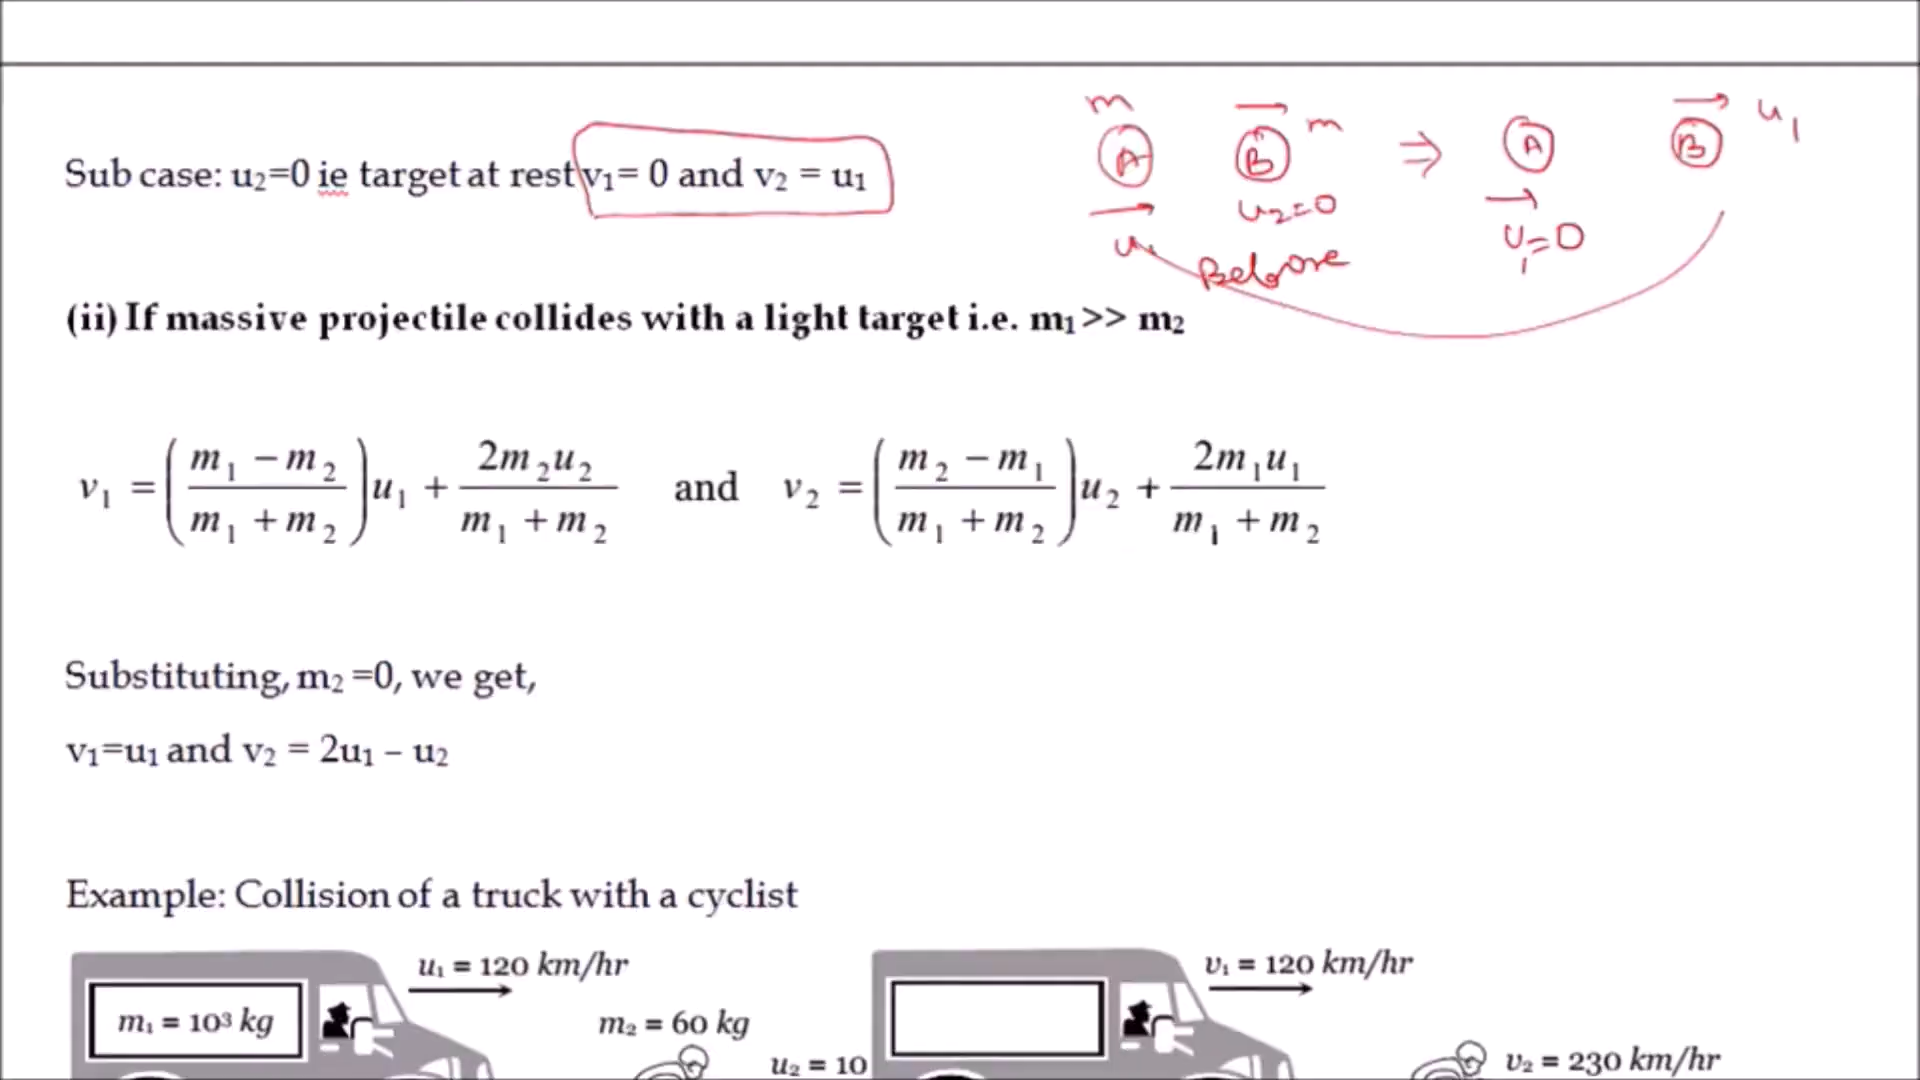 m m u₁
Sub case: u₂=0 ie target at rest v₁= 0 and v₂ = u₁
A B ⇒ A B
u₂=0
u₁ Before v₁=0
(ii) If massive projectile collides with a light target i.e. m₁ >> m₂
v₁ = ((m₁ − m₂)/(m₁ + m₂))u₁ + 2m₂u₂/(m₁ + m₂) and v₂ = ((m₂ − m₁)/(m₁ + m₂))u₂ + 2m₁u₁/(m₁ + m₂)
Substituting, m₂ =0, we get,
v₁=u₁ and v₂ = 2u₁ – u₂
Example: Collision of a truck with a cyclist
u₁ = 120 km/hr v₁ = 120 km/hr
m₁ = 10³ kg m₂ = 60 kg
u₂ = 10 v₂ = 230 km/hr